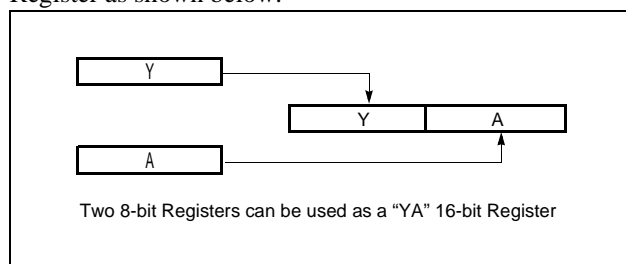 Register as shown below.
Y
Y A
A
Two 8-bit Registers can be used as a “YA” 16-bit Register